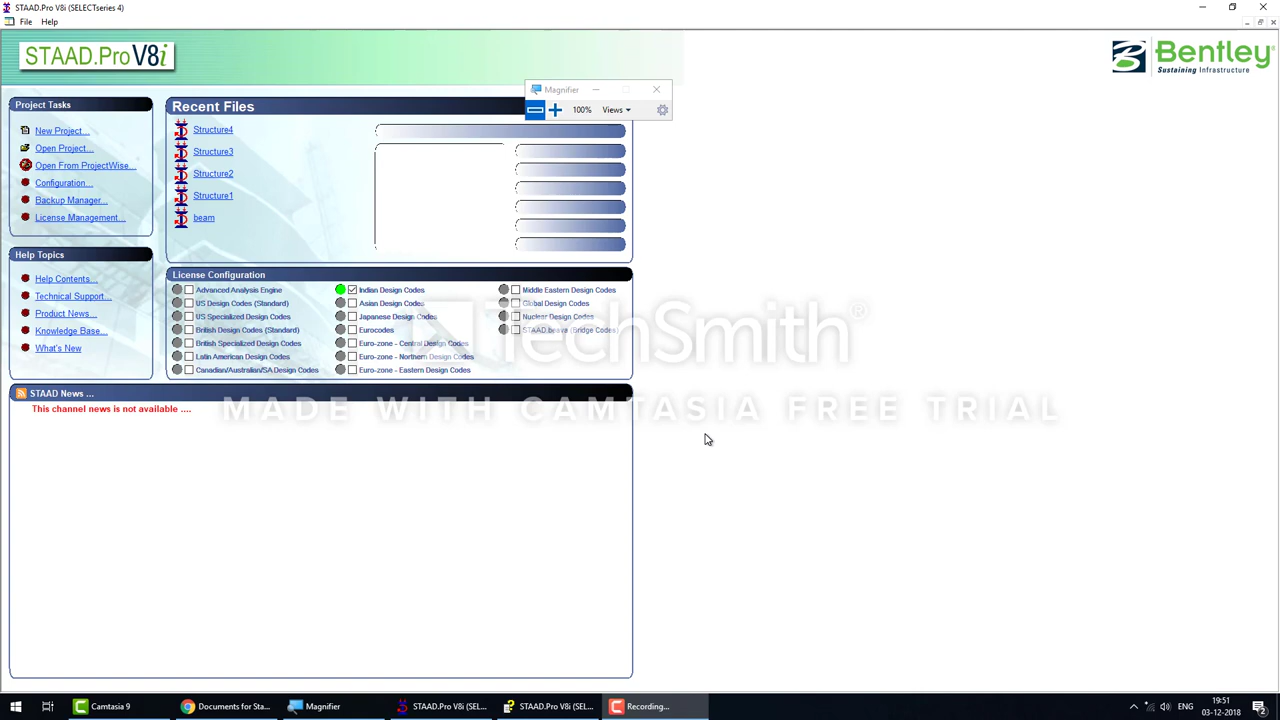 STAAD.Pro V8i (SELECTseries 4)
File Help
STAAD.ProV8i
Bentley
Sustaining Infrastructure
Magnifier
100% Views
Project Tasks
New Project...
Open Project...
Open From ProjectWise...
Configuration...
Backup Manager...
License Management...
Recent Files
Structure4
Structure3
Structure2
Structure1
beam
Help Topics
Help Contents...
Technical Support...
Product News...
Knowledge Base...
What's New
License Configuration
Advanced Analysis Engine
US Design Codes (Standard)
US Specialized Design Codes
British Design Codes (Standard)
British Specialized Design Codes
Latin American Design Codes
Canadian/Australian/SA Design Codes
Indian Design Codes
Asian Design Codes
Japanese Design Codes
Eurocodes
Euro-zone - Central Design Codes
Euro-zone - Northern Design Codes
Euro-zone - Eastern Design Codes
Middle Eastern Design Codes
Global Design Codes
Nuclear Design Codes
STAAD.beava (Bridge Codes)
TechSmith®
MADE WITH CAMTASIA FREE TRIAL
STAAD News ...
This channel news is not available ....
Camtasia 9
Documents for Sta...
Magnifier
STAAD.Pro V8i (SEL...
STAAD.Pro V8i (SEL...
Recording...
ENG
19:51
03-12-2018
2